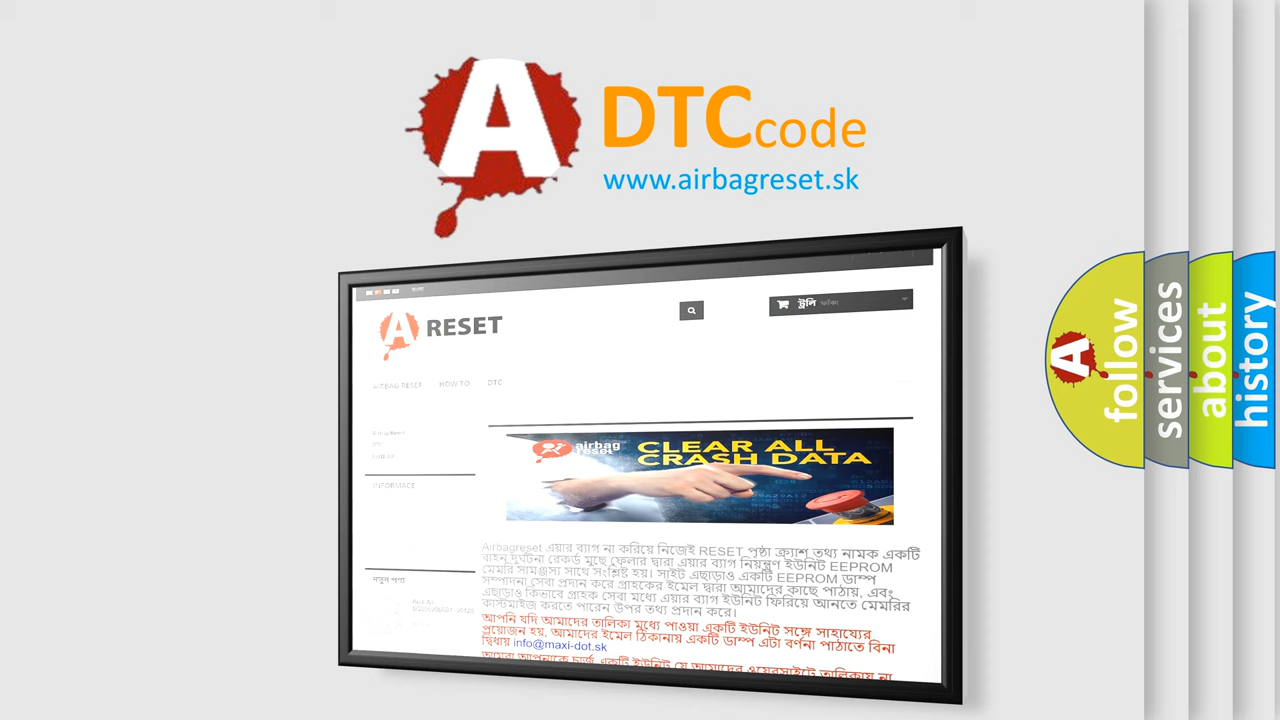 A DTC code
www.airbagreset.sk
বাংলা
A RESET
ট্রলি ফাঁকা
AIRBAG RESET HOW TO DTC
INFORMACE
airbag
reset
CLEAR ALL
CRASH DATA
Airbagreset এয়ার ব্যাগ না করিয়ে নিজেই RESET পৃষ্ঠা ক্র্যাশ তথ্য নামক একটি
বাহন দুর্ঘটনা রেকর্ড মুছে ফেলার দ্বারা এয়ার ব্যাগ নিয়ন্ত্রণ ইউনিট EEPROM
মেমরি সামঞ্জস্য সাথে সংশ্লিষ্ট হয়। সাইট এছাড়াও একটি EEPROM ডাম্প
সম্পাদনা সেবা প্রদান করে গ্রাহকের ইমেল দ্বারা আমাদের কাছে পাঠায়, এবং
এছাড়াও কিভাবে গ্রাহক সেবা মধ্যে এয়ার ব্যাগ ইউনিট ফিরিয়ে আনতে মেমরির
কাস্টমাইজ করতে পারেন উপর তথ্য প্রদান করে।
আপনি যদি আমাদের তালিকা মধ্যে পাওয়া একটি ইউনিট সঙ্গে সাহায্যের
প্রয়োজন হয়, আমাদের ইমেল ঠিকানায় একটি ডাম্প এটা বর্ণনা পাঠাতে বিনা
দ্বিধায় info@maxi-dot.sk
নতুন পণ্য
A follow
services
about
history